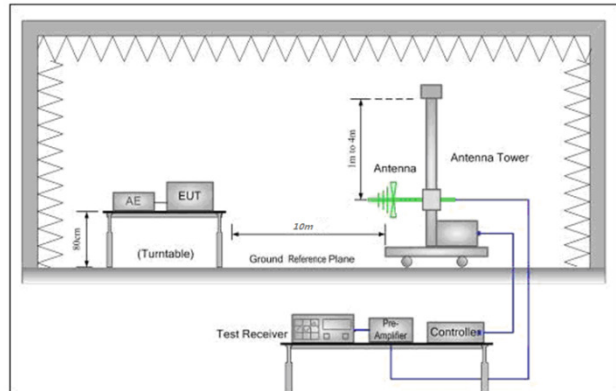 1m to 4m
Antenna
Antenna Tower
AE
EUT
80cm
(Turntable)
10m
Ground Reference Plane
Test Receiver
Pre-
Amplifier
Controller